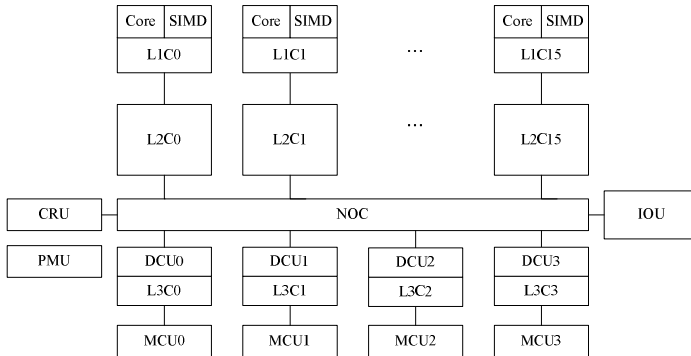 Core SIMD Core SIMD Core SIMD
L1C0 L1C1 … L1C15
L2C0 L2C1 … L2C15
CRU NOC IOU
PMU DCU0 DCU1 DCU2 DCU3
L3C0 L3C1 L3C2 L3C3
MCU0 MCU1 MCU2 MCU3